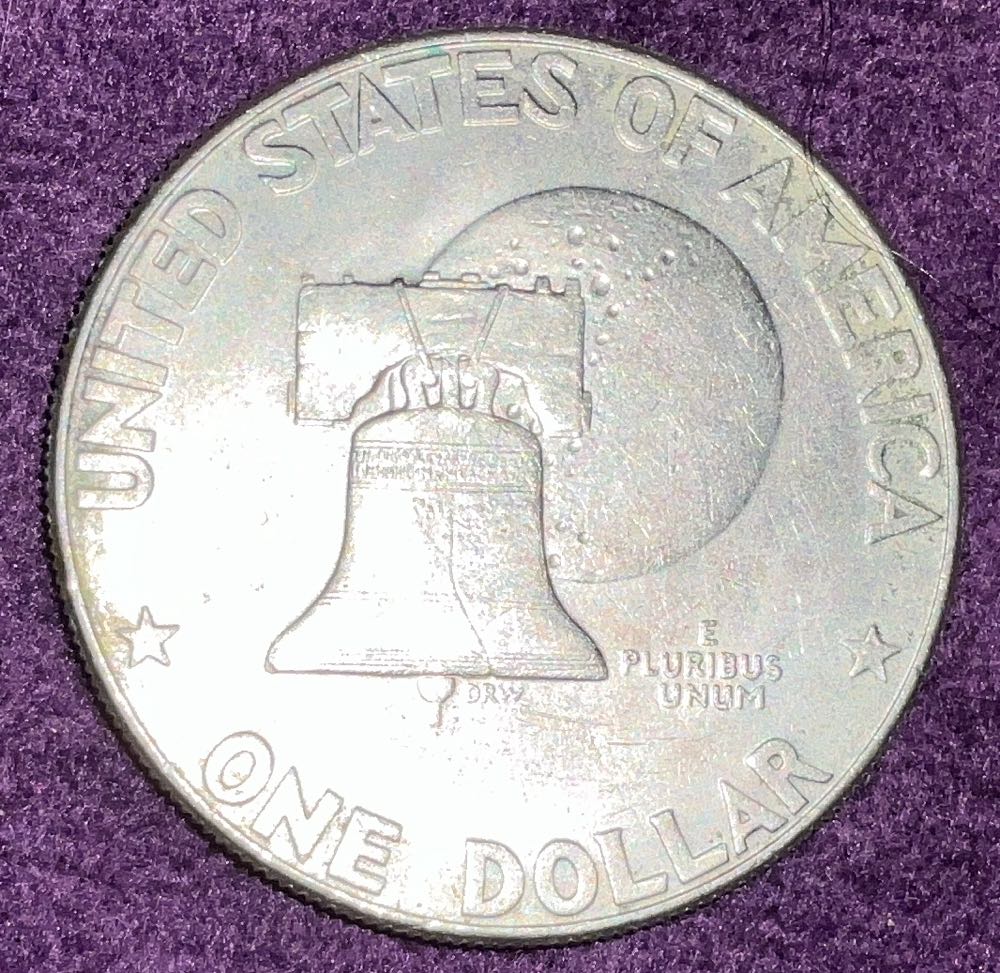 UNITED STATES OF AMERICA
E
PLURIBUS
UNUM
DRW
ONE DOLLAR